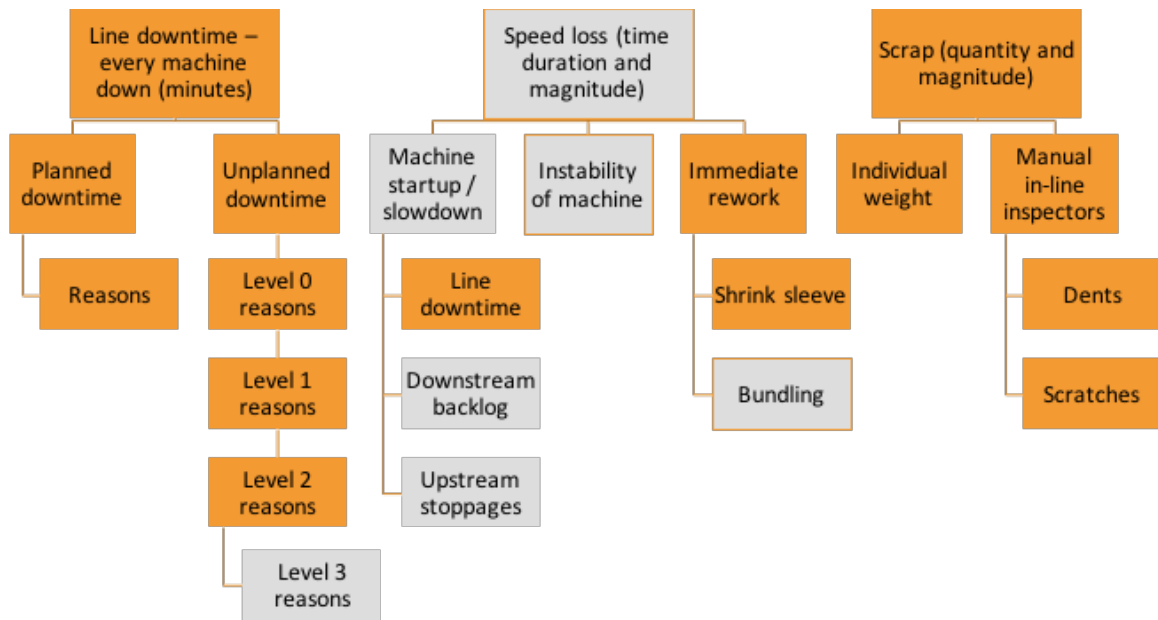 Line downtime –
every machine
down (minutes)
Planned
downtime
Reasons
Unplanned
downtime
Level 0
reasons
Level 1
reasons
Level 2
reasons
Level 3
reasons
Speed loss (time
duration and
magnitude)
Machine
startup /
slowdown
Line
downtime
Downstream
backlog
Upstream
stoppages
Instability
of machine
Immediate
rework
Shrink sleeve
Bundling
Scrap (quantity and
magnitude)
Individual
weight
Manual
in-line
inspectors
Dents
Scratches